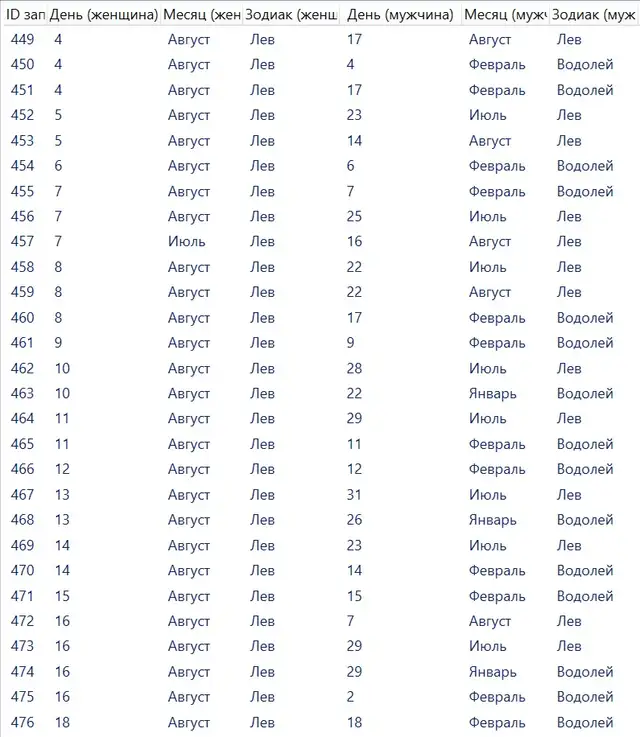 ID зап День (женщина) Месяц (жен Зодиак (женщ День (мужчина) Месяц (мужч Зодиак (муж
449 4 Август Лев 17 Август Лев
450 4 Август Лев 4 Февраль Водолей
451 4 Август Лев 17 Февраль Водолей
452 5 Август Лев 23 Июль Лев
453 5 Август Лев 14 Август Лев
454 6 Август Лев 6 Февраль Водолей
455 7 Август Лев 7 Февраль Водолей
456 7 Август Лев 25 Июль Лев
457 7 Июль Лев 16 Август Лев
458 8 Август Лев 22 Июль Лев
459 8 Август Лев 22 Август Лев
460 8 Август Лев 17 Февраль Водолей
461 9 Август Лев 9 Февраль Водолей
462 10 Август Лев 28 Июль Лев
463 10 Август Лев 22 Январь Водолей
464 11 Август Лев 29 Июль Лев
465 11 Август Лев 11 Февраль Водолей
466 12 Август Лев 12 Февраль Водолей
467 13 Август Лев 31 Июль Лев
468 13 Август Лев 26 Январь Водолей
469 14 Август Лев 23 Июль Лев
470 14 Август Лев 14 Февраль Водолей
471 15 Август Лев 15 Февраль Водолей
472 16 Август Лев 7 Август Лев
473 16 Август Лев 29 Июль Лев
474 16 Август Лев 29 Январь Водолей
475 16 Август Лев 2 Февраль Водолей
476 18 Август Лев 18 Февраль Водолей